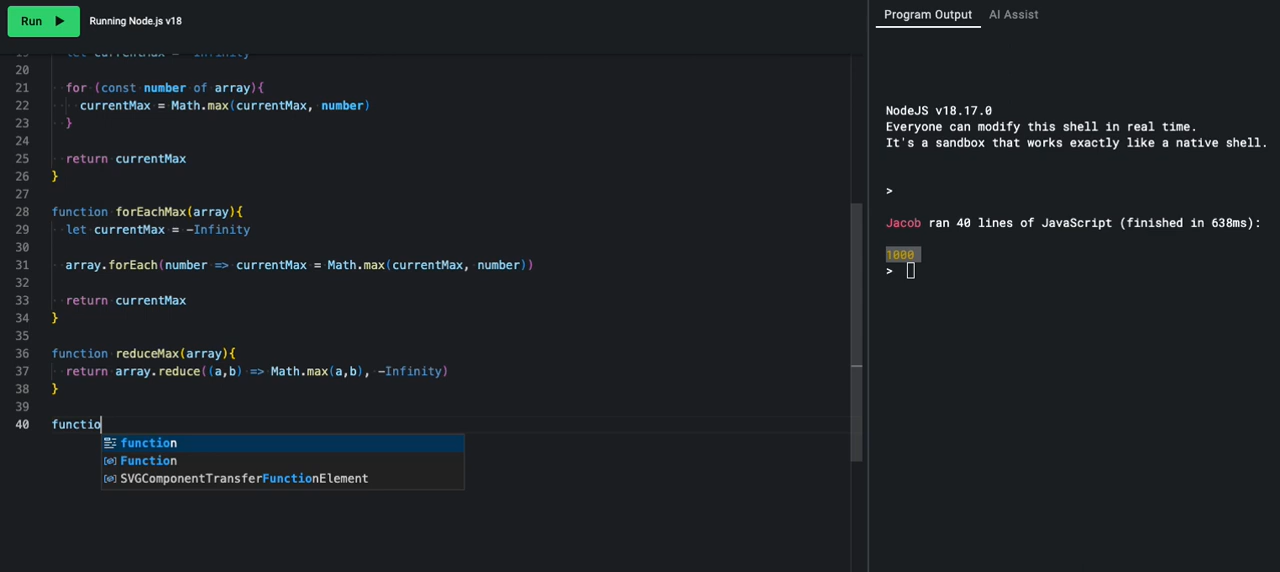 Run ▶ Running Node.js v18
19 let currentMax = -Infinity
20
21 for (const number of array){
22 currentMax = Math.max(currentMax, number)
23 }
24
25 return currentMax
26 }
27
28 function forEachMax(array){
29 let currentMax = -Infinity
30
31 array.forEach(number => currentMax = Math.max(currentMax, number))
32
33 return currentMax
34 }
35
36 function reduceMax(array){
37 return array.reduce((a,b) => Math.max(a,b), -Infinity)
38 }
39
40 functio
function
Function
SVGComponentTransferFunctionElement
Program Output AI Assist
NodeJS v18.17.0
Everyone can modify this shell in real time.
It's a sandbox that works exactly like a native shell.
>
Jacob ran 40 lines of JavaScript (finished in 638ms):
1000
>